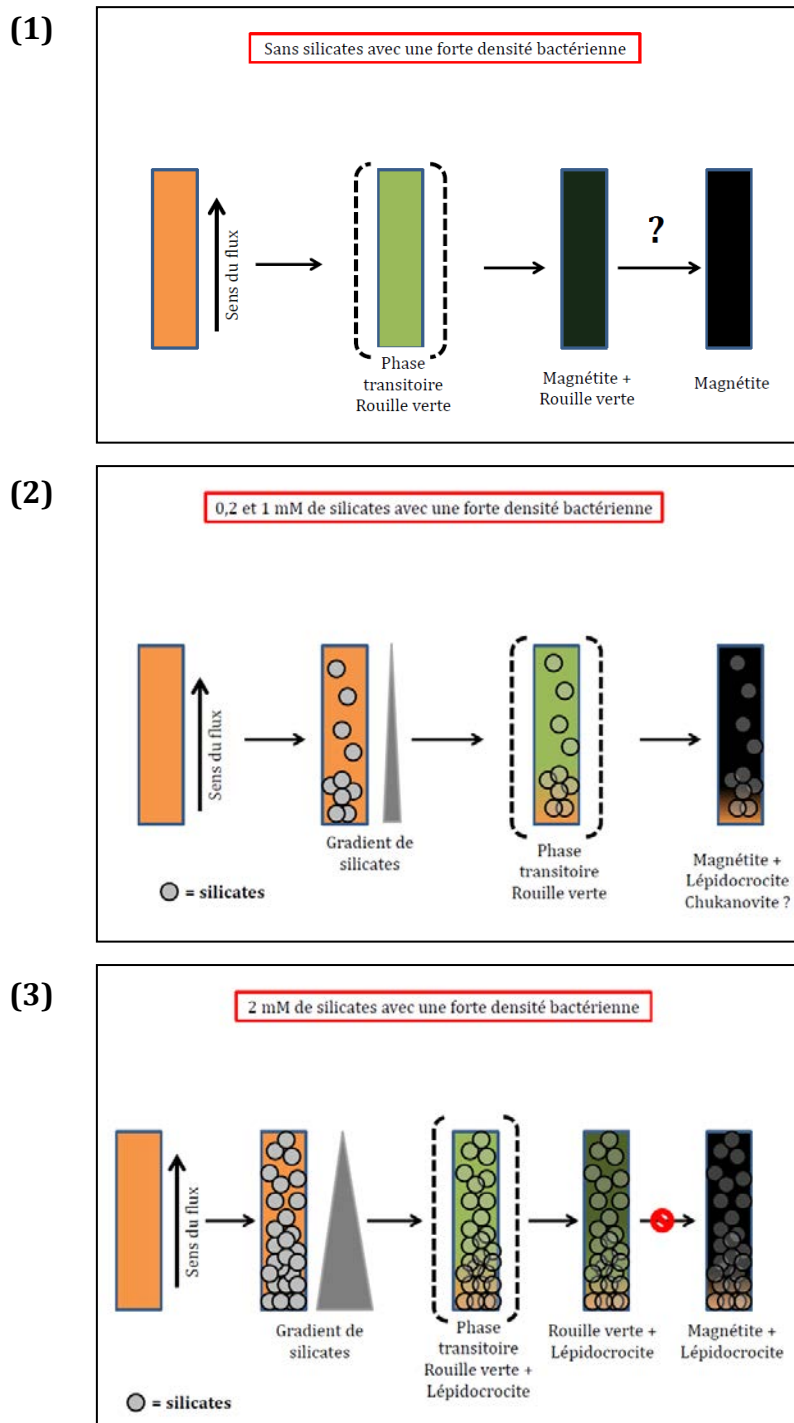 (1)
Sans silicates avec une forte densité bactérienne
Sens du flux
?
Phase
transitoire
Rouille verte
Magnétite +
Rouille verte
Magnétite
(2)
0,2 et 1 mM de silicates avec une forte densité bactérienne
Sens du flux
Gradient de
silicates
Phase
transitoire
Rouille verte
Magnétite +
Lépidocrocite
Chukanovite ?
= silicates
(3)
2 mM de silicates avec une forte densité bactérienne
Sens du flux
Gradient de
silicates
Phase
transitoire
Rouille verte +
Lépidocrocite
Rouille verte +
Lépidocrocite
Magnétite +
Lépidocrocite
= silicates